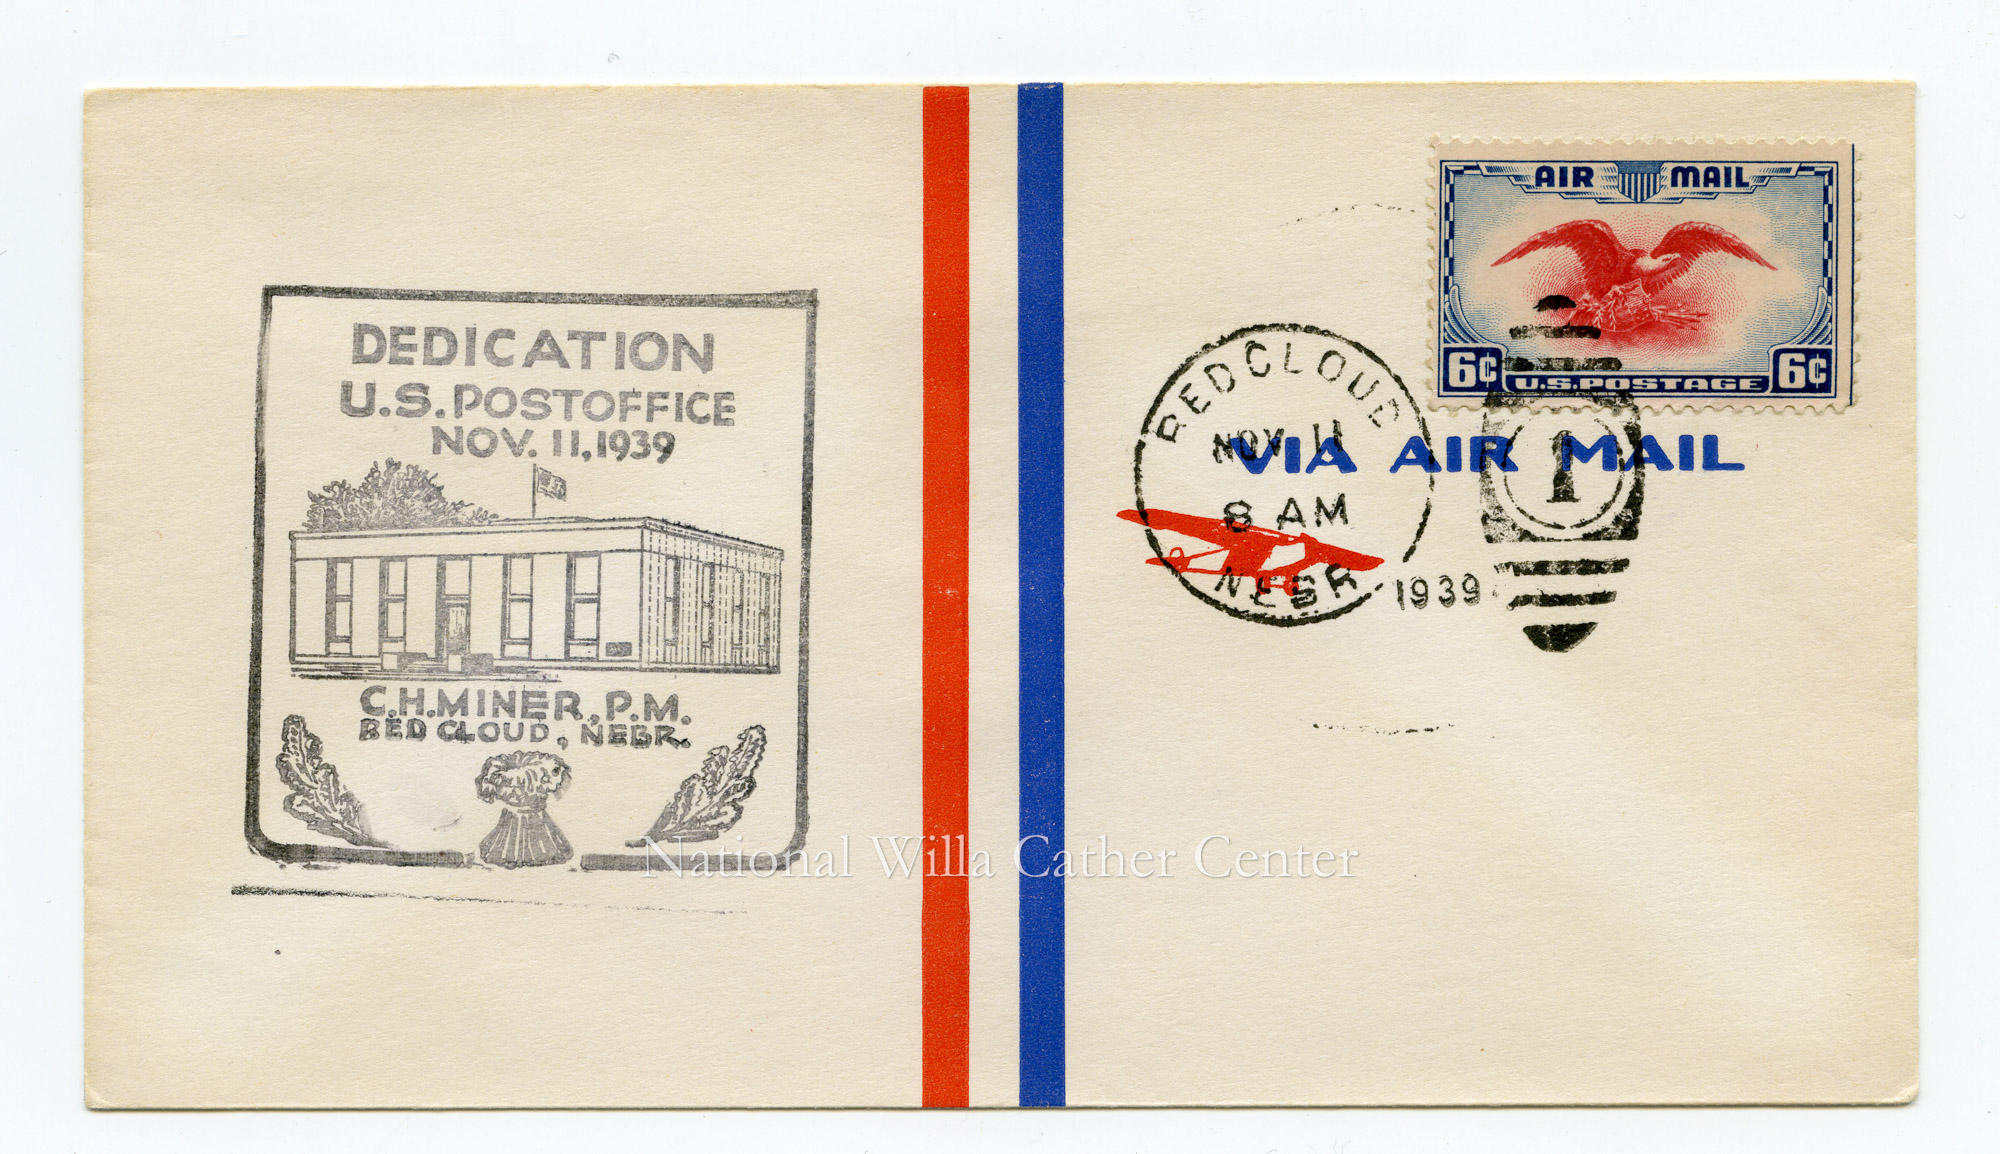 DEDICATION
U.S. POSTOFFICE
NOV. 11, 1939
C.H. MINER, P.M.
RED CLOUD, NEBR.
AIR MAIL
6¢ U.S. POSTAGE 6¢
VIA AIR MAIL
RED CLOUD
NOV 11
8 AM
NEBR
1939
1
National Willa Cather Center